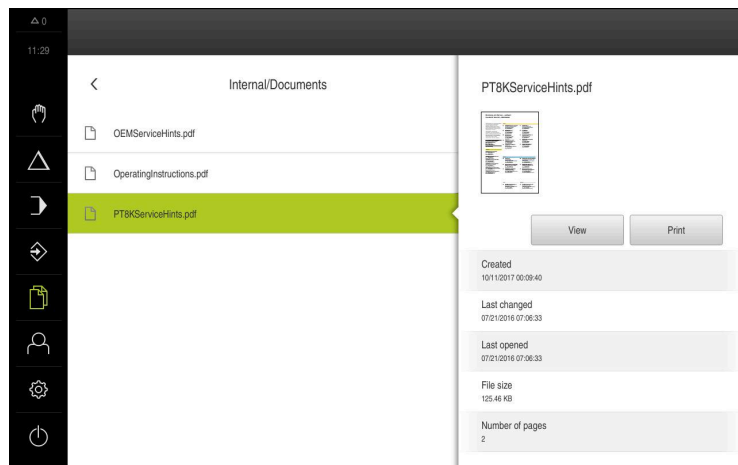 0
11:29
Internal/Documents
OEMServiceHints.pdf
OperatingInstructions.pdf
PT8KServiceHints.pdf
PT8KServiceHints.pdf
View
Print
Created
10/11/2017 00:09:40
Last changed
07/21/2016 07:06:33
Last opened
07/21/2016 07:06:33
File size
125.46 KB
Number of pages
2